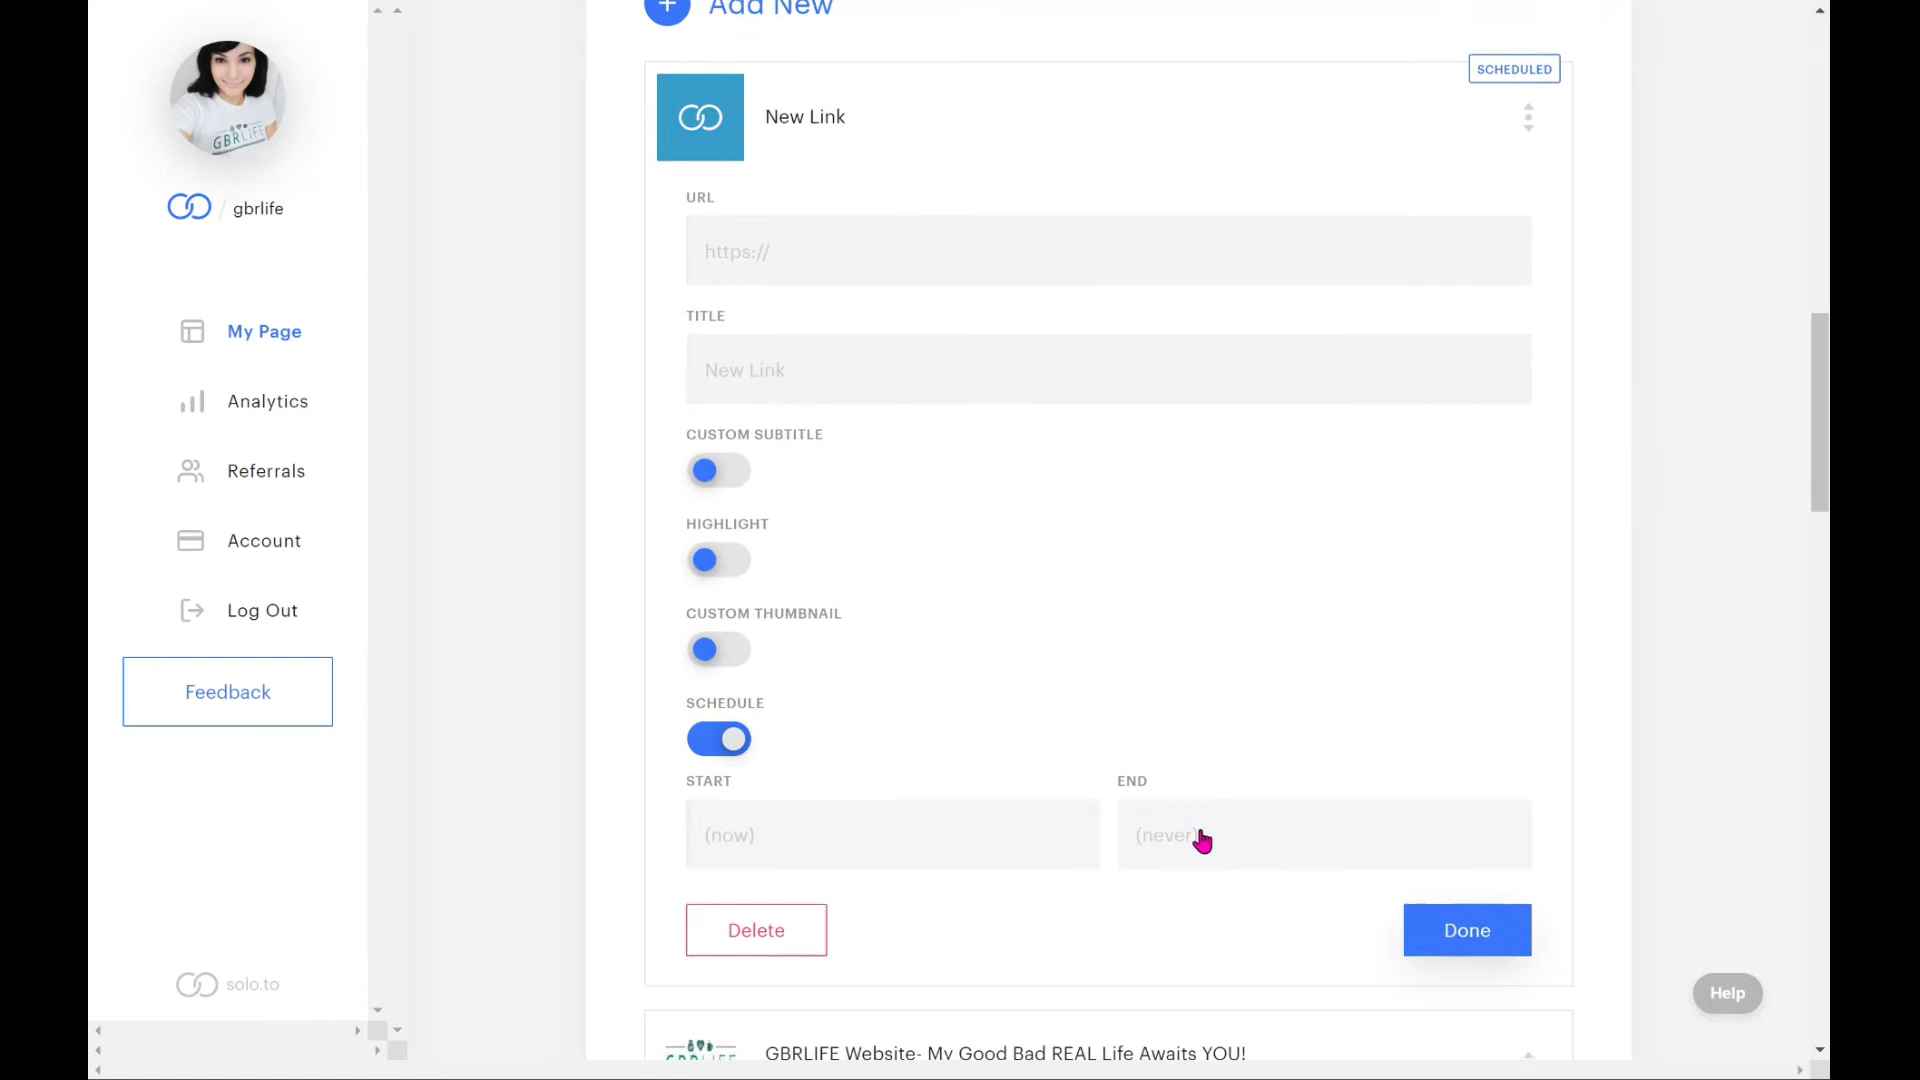 Add New
SCHEDULED
New Link
GBRLIFE
/ gbrlife
URL
https://
TITLE
New Link
My Page
Analytics
CUSTOM SUBTITLE
Referrals
HIGHLIGHT
Account
CUSTOM THUMBNAIL
Log Out
Feedback
SCHEDULE
START
END
(now)
(never)
Delete
Done
solo.to
Help
GBRLIFE
GBRLIFE Website- My Good Bad REAL Life Awaits YOU!